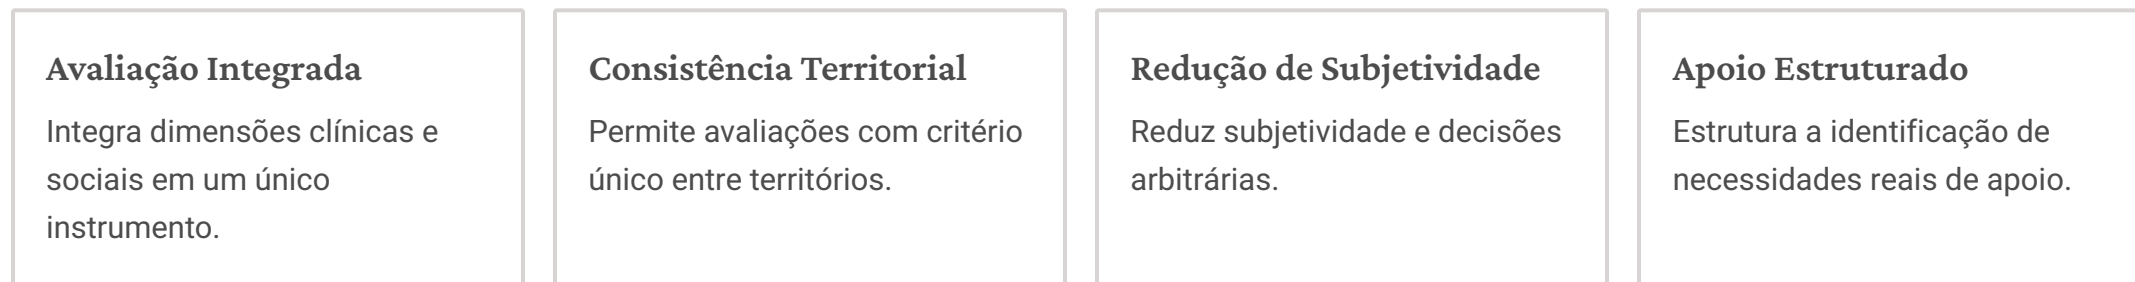 Avaliação Integrada
Integra dimensões clínicas e
sociais em um único
instrumento.
Consistência Territorial
Permite avaliações com critério
único entre territórios.
Redução de Subjetividade
Reduz subjetividade e decisões
arbitrárias.
Apoio Estruturado
Estrutura a identificação de
necessidades reais de apoio.